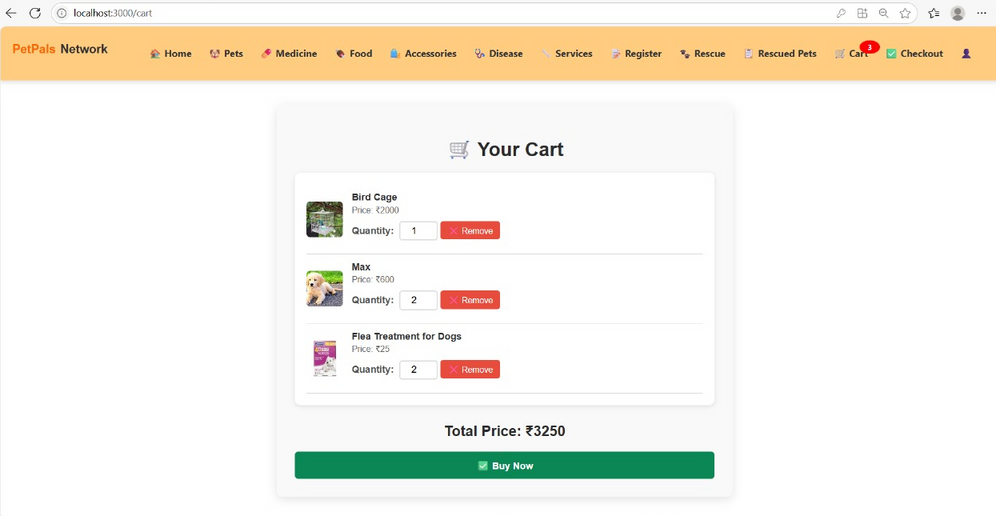 localhost:3000/cart
PetPals Network
Home Pets Medicine Food Accessories Disease Services Register Rescue Rescued Pets Cart 3 Checkout
Your Cart
Bird Cage
Price: ₹2000
Quantity: 1 Remove
Max
Price: ₹600
Quantity: 2 Remove
Flea Treatment for Dogs
Price: ₹25
Quantity: 2 Remove
Total Price: ₹3250
Buy Now